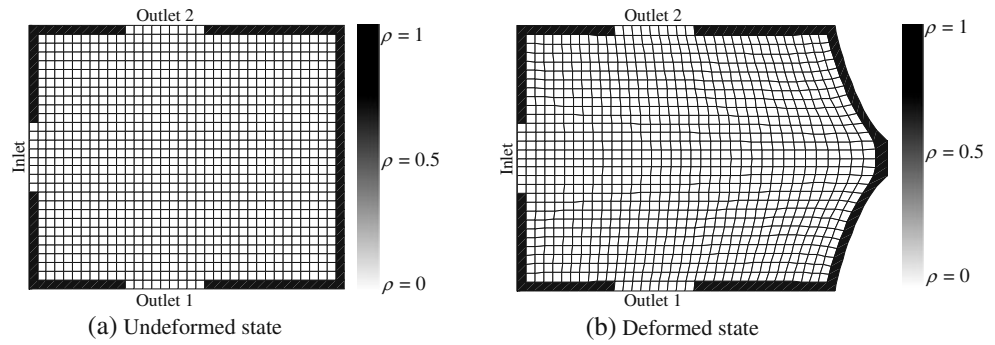 Outlet 2
ρ = 1
ρ = 0.5
ρ = 0
Inlet
Outlet 1
(a) Undeformed state
Outlet 2
ρ = 1
ρ = 0.5
ρ = 0
Inlet
Outlet 1
(b) Deformed state